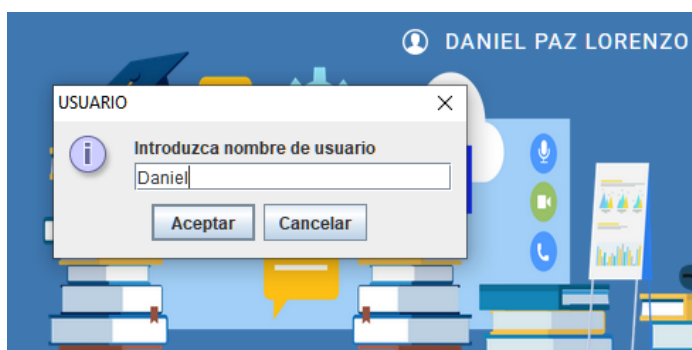 DANIEL PAZ LORENZO
USUARIO
Introduzca nombre de usuario
Daniel
Aceptar
Cancelar